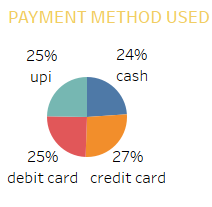 PAYMENT METHOD USED
25%
upi
24%
cash
25%
debit card
27%
credit card